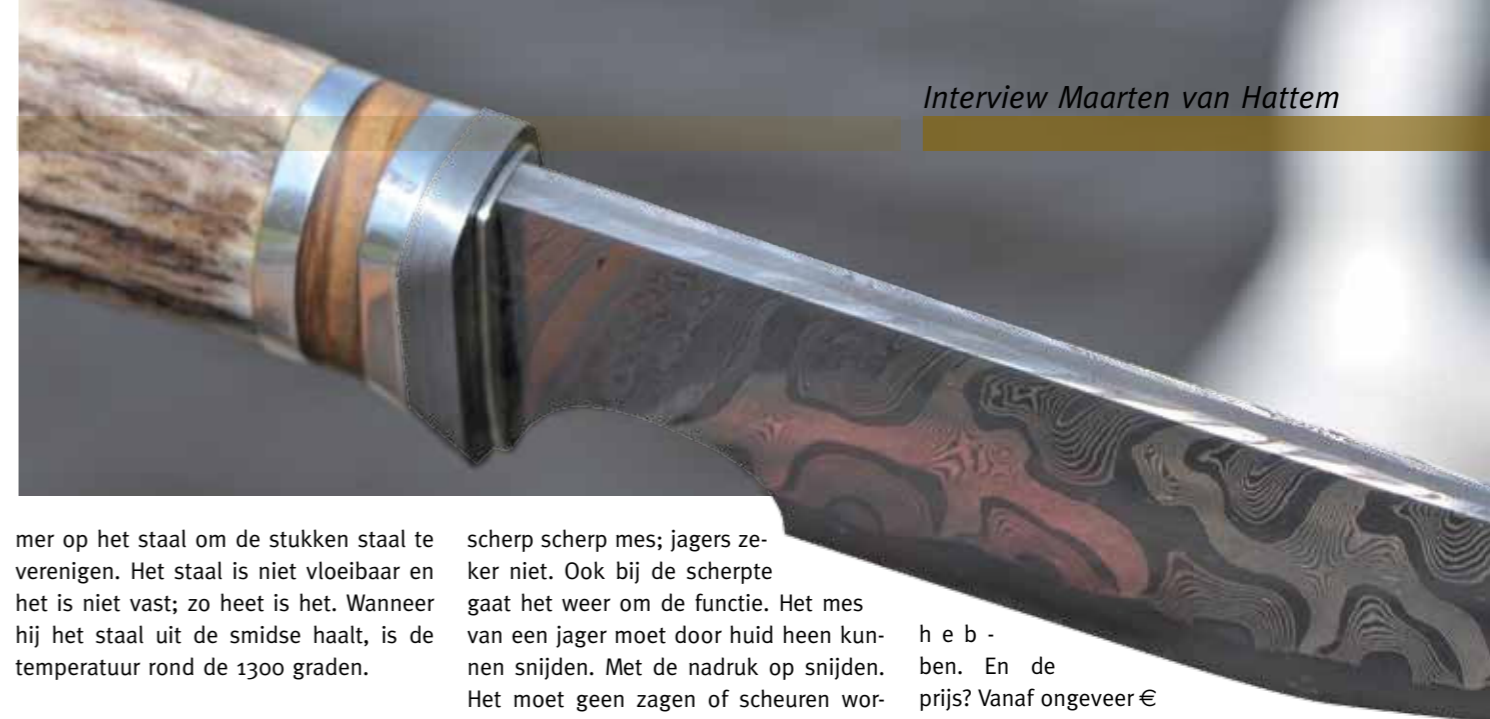 Interview Maarten van Hattem
mer op het staal om de stukken staal te
verenigen. Het staal is niet vloeibaar en
het is niet vast; zo heet is het. Wanneer
hij het staal uit de smidse haalt, is de
temperatuur rond de 1300 graden.
scherp scherp mes; jagers ze-
ker niet. Ook bij de scherpte
gaat het weer om de functie. Het mes
van een jager moet door huid heen kun-
nen snijden. Met de nadruk op snijden.
Het moet geen zagen of scheuren wor-
h e b -
ben. En de
prijs? Vanaf ongeveer €